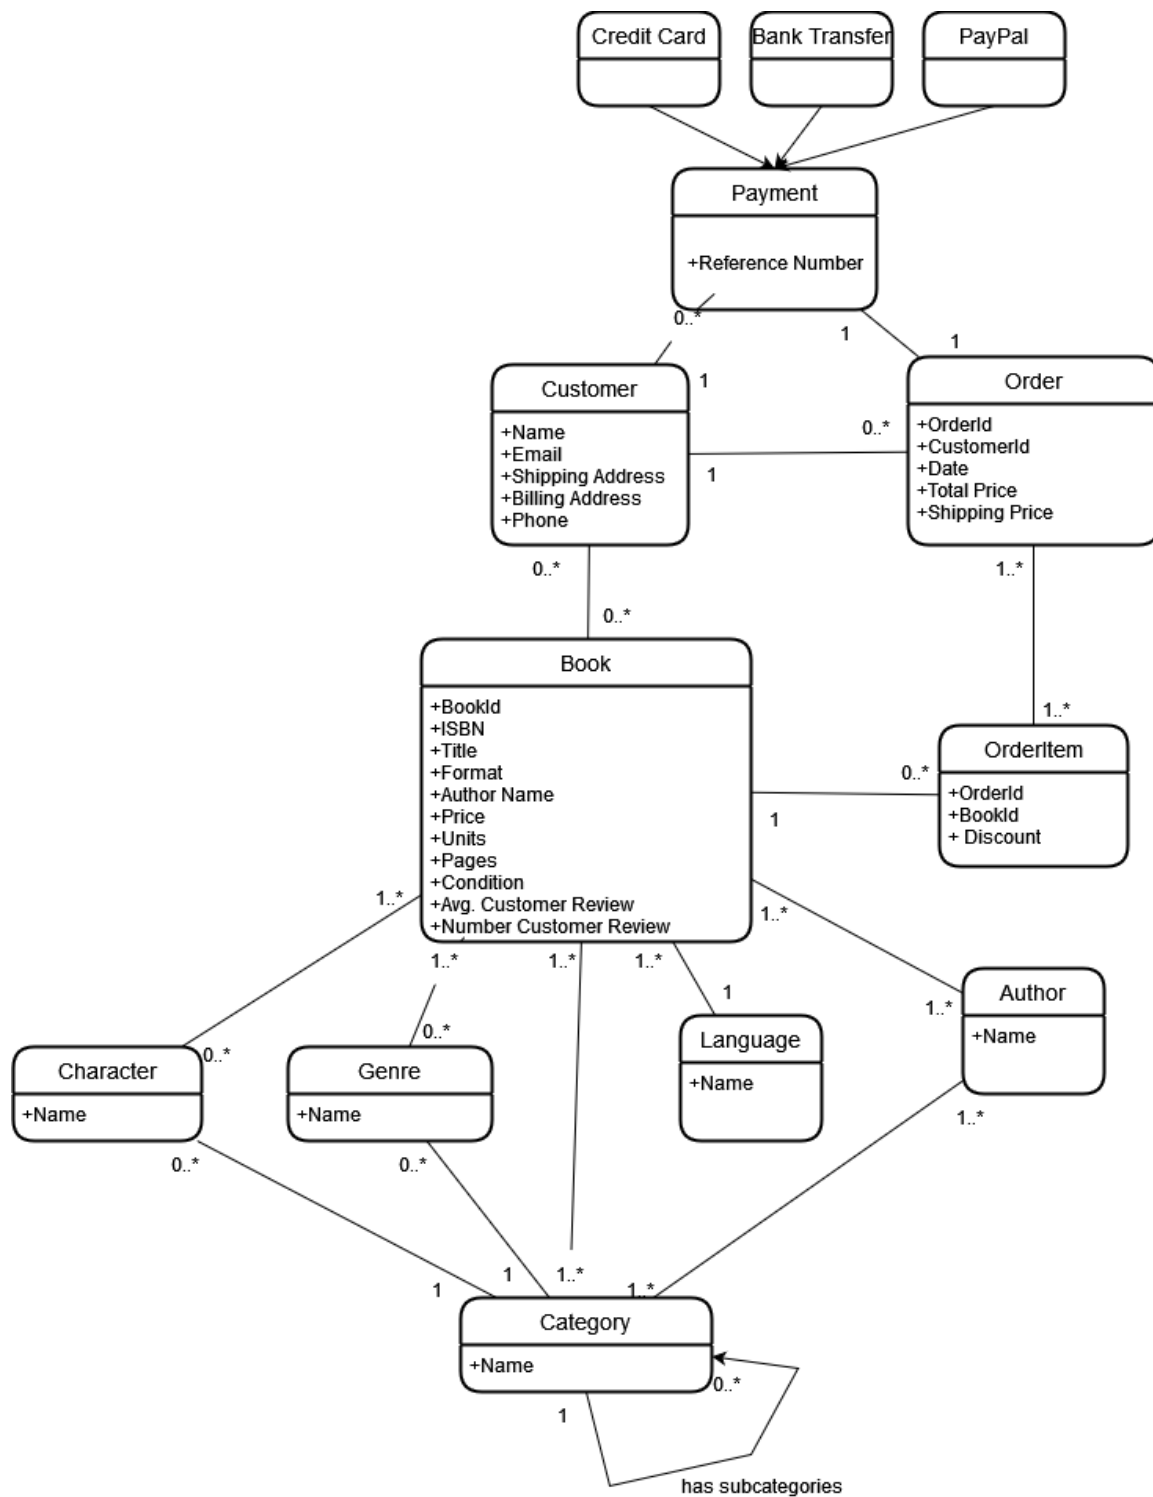 Credit Card
Bank Transfer
PayPal
Payment
+Reference Number
0..*
1
1
1
Customer
+Name
+Email
+Shipping Address
+Billing Address
+Phone
Order
+OrderId
+CustomerId
+Date
+Total Price
+Shipping Price
0..*
1
0..*
0..*
1..*
1..*
Book
+BookId
+ISBN
+Title
+Format
+Author Name
+Price
+Units
+Pages
+Condition
+Avg. Customer Review
+Number Customer Review
OrderItem
+OrderId
+BookId
+ Discount
0..*
1
1..*
1..*
1..*
1..*
1..*
1..*
0..*
0..*
1
Character
+Name
Genre
+Name
Language
+Name
Author
+Name
0..*
0..*
1..*
1
1
1..*
1..*
Category
+Name
0..*
1
has subcategories